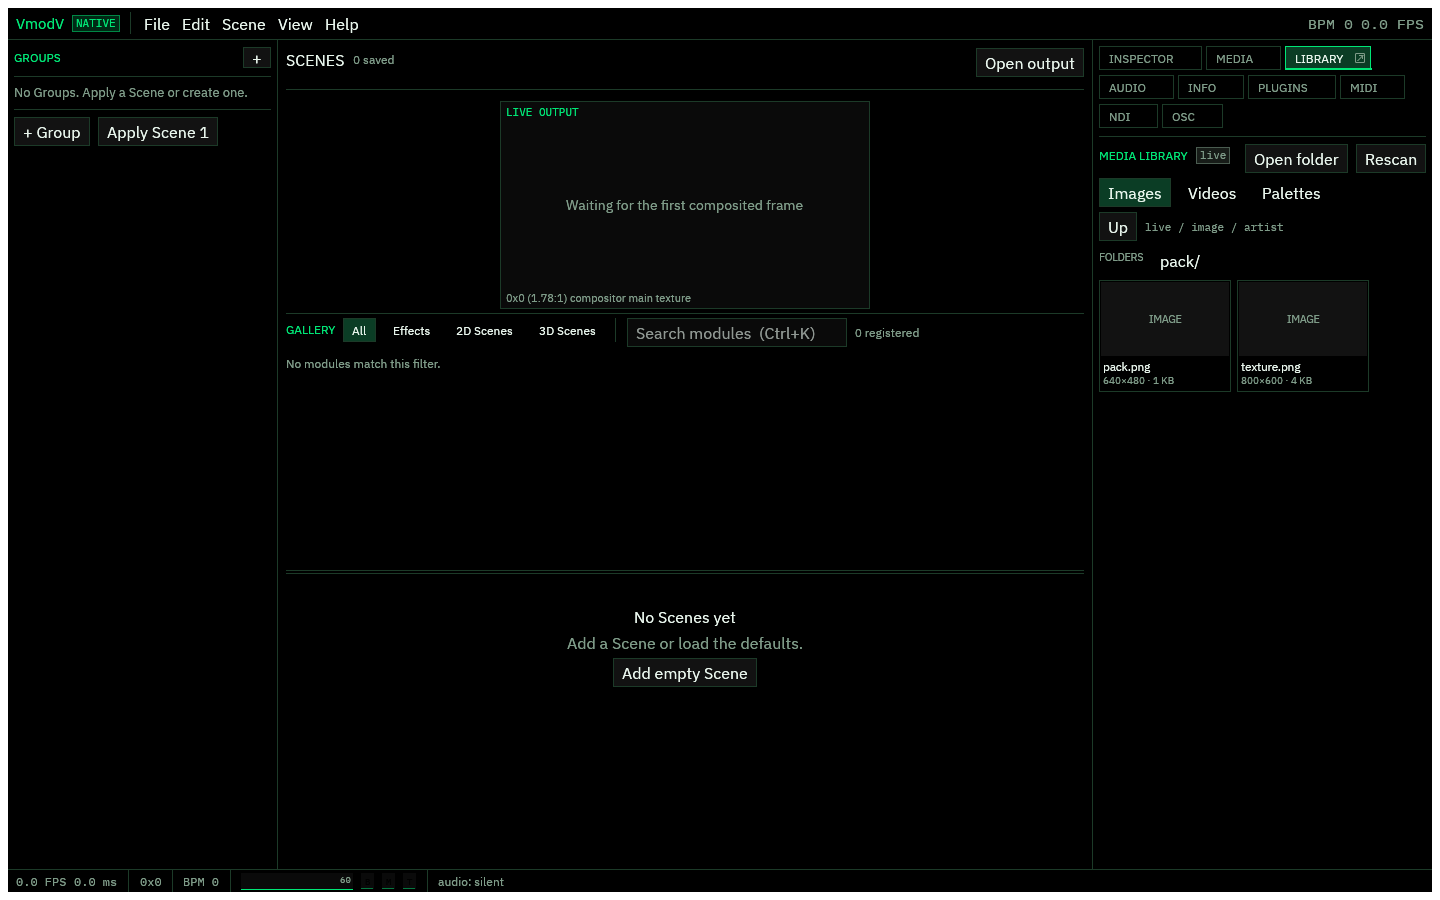 VmodV NATIVE File Edit Scene View Help BPM 0 0.0 FPS
GROUPS +
No Groups. Apply a Scene or create one.
+ Group Apply Scene 1
SCENES 0 saved Open output
LIVE OUTPUT
Waiting for the first composited frame
0x0 (1.78:1) compositor main texture
GALLERY All Effects 2D Scenes 3D Scenes Search modules (Ctrl+K) 0 registered
No modules match this filter.
No Scenes yet
Add a Scene or load the defaults.
Add empty Scene
INSPECTOR MEDIA LIBRARY
AUDIO INFO PLUGINS MIDI
NDI OSC
MEDIA LIBRARY live Open folder Rescan
Images Videos Palettes
Up live / image / artist
FOLDERS pack/
IMAGE IMAGE
pack.png texture.png
640×480 · 1 KB 800×600 · 4 KB
0.0 FPS 0.0 ms 0x0 BPM 0 60 audio: silent